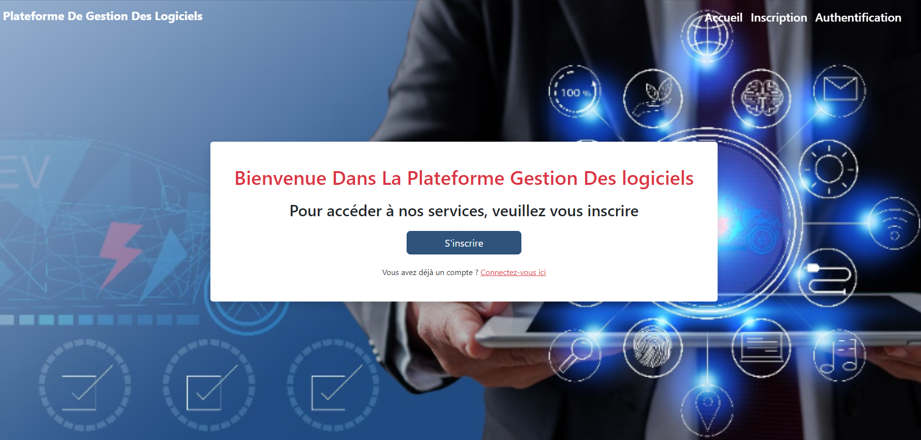 Plateforme De Gestion Des Logiciels
Accueil Inscription Authentification
100 %
EV
Bienvenue Dans La Plateforme Gestion Des logiciels
Pour accéder à nos services, veuillez vous inscrire
S'inscrire
Vous avez déjà un compte ? Connectez-vous ici